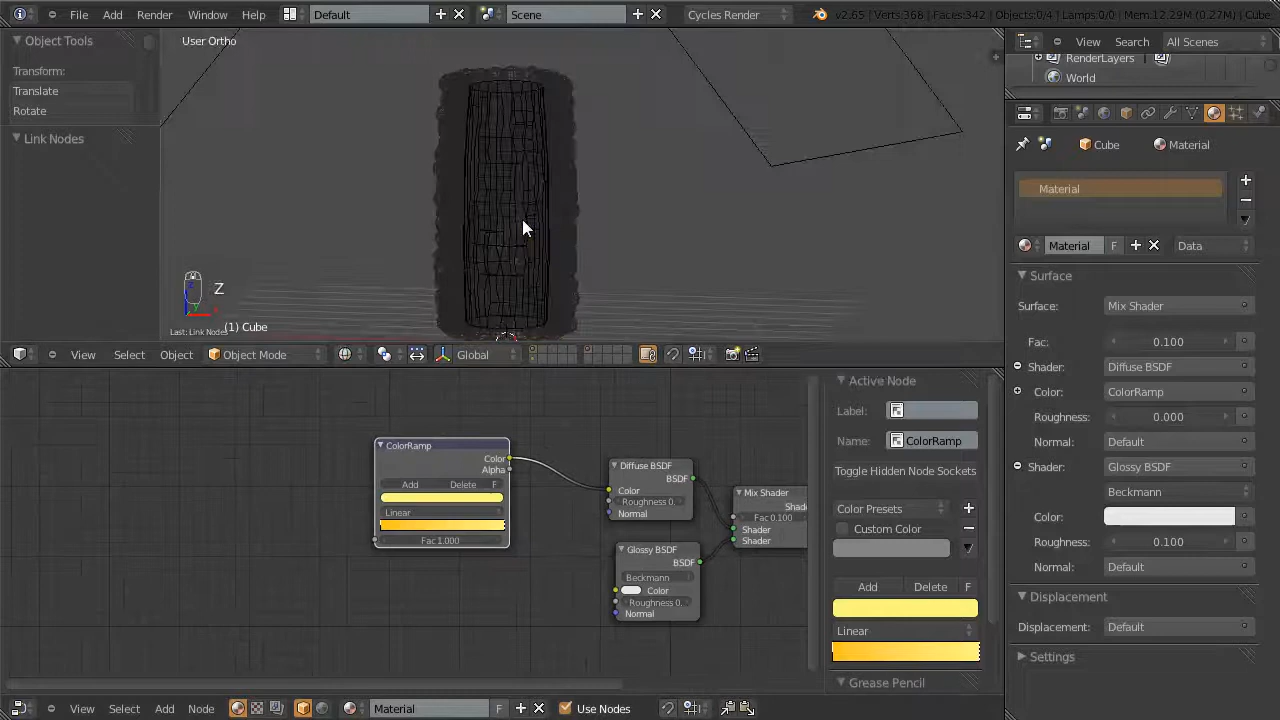 File Add Render Window Help Default Scene Cycles Render v2.65 | Verts:368 | Faces:342 | Objects:0/4 | Lamps:0/0 | Mem:12.29M (0.27M) | Cube
Object Tools
Transform:
Translate
Rotate
Link Nodes
User Ortho
Z
Last: Link Nodes
(1) Cube
View Select Object Object Mode Global
View Search All Scenes
RenderLayers
World
Cube Material
Material
Material F Data
Surface
Surface: Mix Shader
Fac: 0.100
Shader: Diffuse BSDF
Color: ColorRamp
Roughness: 0.000
Normal: Default
Shader: Glossy BSDF
Beckmann
Color:
Roughness: 0.100
Normal: Default
Displacement
Displacement: Default
Settings
ColorRamp
Color
Alpha
Add Delete F
Linear
Fac 1.000
Diffuse BSDF
BSDF
Color
Roughness 0.
Normal
Glossy BSDF
BSDF
Beckmann
Color
Roughness 0.
Normal
Mix Shader
Shade
Fac 0.100
Shader
Shader
Active Node
Label:
Name: ColorRamp
Toggle Hidden Node Sockets
Color Presets
Custom Color
Add Delete F
Linear
Grease Pencil
View Select Add Node Material F Use Nodes